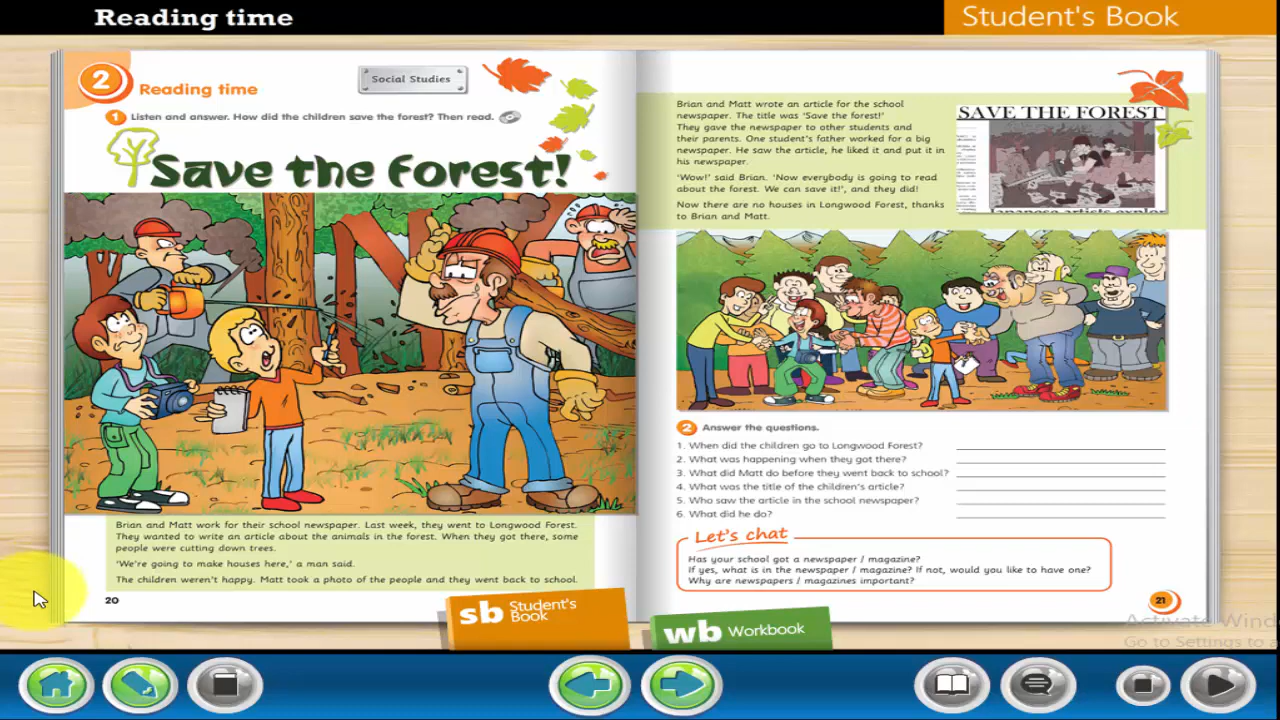 Reading time
Student's Book
2
Reading time
Social Studies
1 Listen and answer. How did the children save the forest? Then read.
Save the forest!
Brian and Matt work for their school newspaper. Last week, they went to Longwood Forest.
They wanted to write an article about the animals in the forest. When they got there, some
people were cutting down trees.
'We're going to make houses here,' a man said.
The children weren't happy. Matt took a photo of the people and they went back to school.
20
Brian and Matt wrote an article for the school
newspaper. The title was 'Save the forest!'
They gave the newspaper to other students and
their parents. One student's father worked for a big
newspaper. He saw the article, he liked it and put it in
his newspaper.
'Wow!' said Brian. 'Now everybody is going to read
about the forest. We can save it!', and they did!
Now there are no houses in Longwood Forest, thanks
to Brian and Matt.
SAVE THE FOREST
Japanese artists explor
2 Answer the questions.
1. When did the children go to Longwood Forest?
2. What was happening when they got there?
3. What did Matt do before they went back to school?
4. What was the title of the children's article?
5. Who saw the article in the school newspaper?
6. What did he do?
Let's chat
Has your school got a newspaper / magazine?
If yes, what is in the newspaper / magazine? If not, would you like to have one?
Why are newspapers / magazines important?
21
sb Student's
Book
wb Workbook
Activate Wind
Go to Settings to a